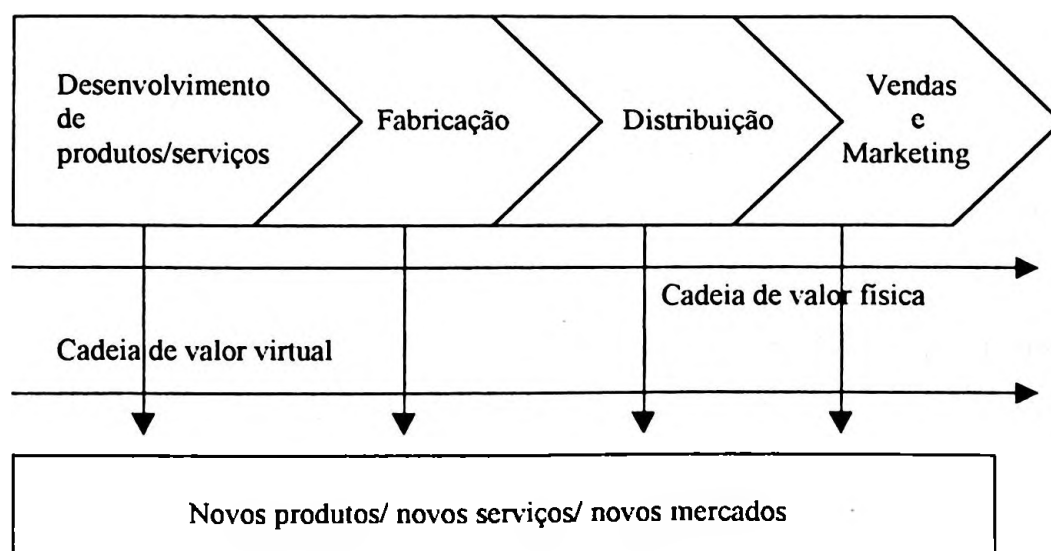 Desenvolvimento
de
produtos/serviços
Fabricação
Distribuição
Vendas
e
Marketing
Cadeia de valor física
Cadeia de valor virtual
Novos produtos/ novos serviços/ novos mercados